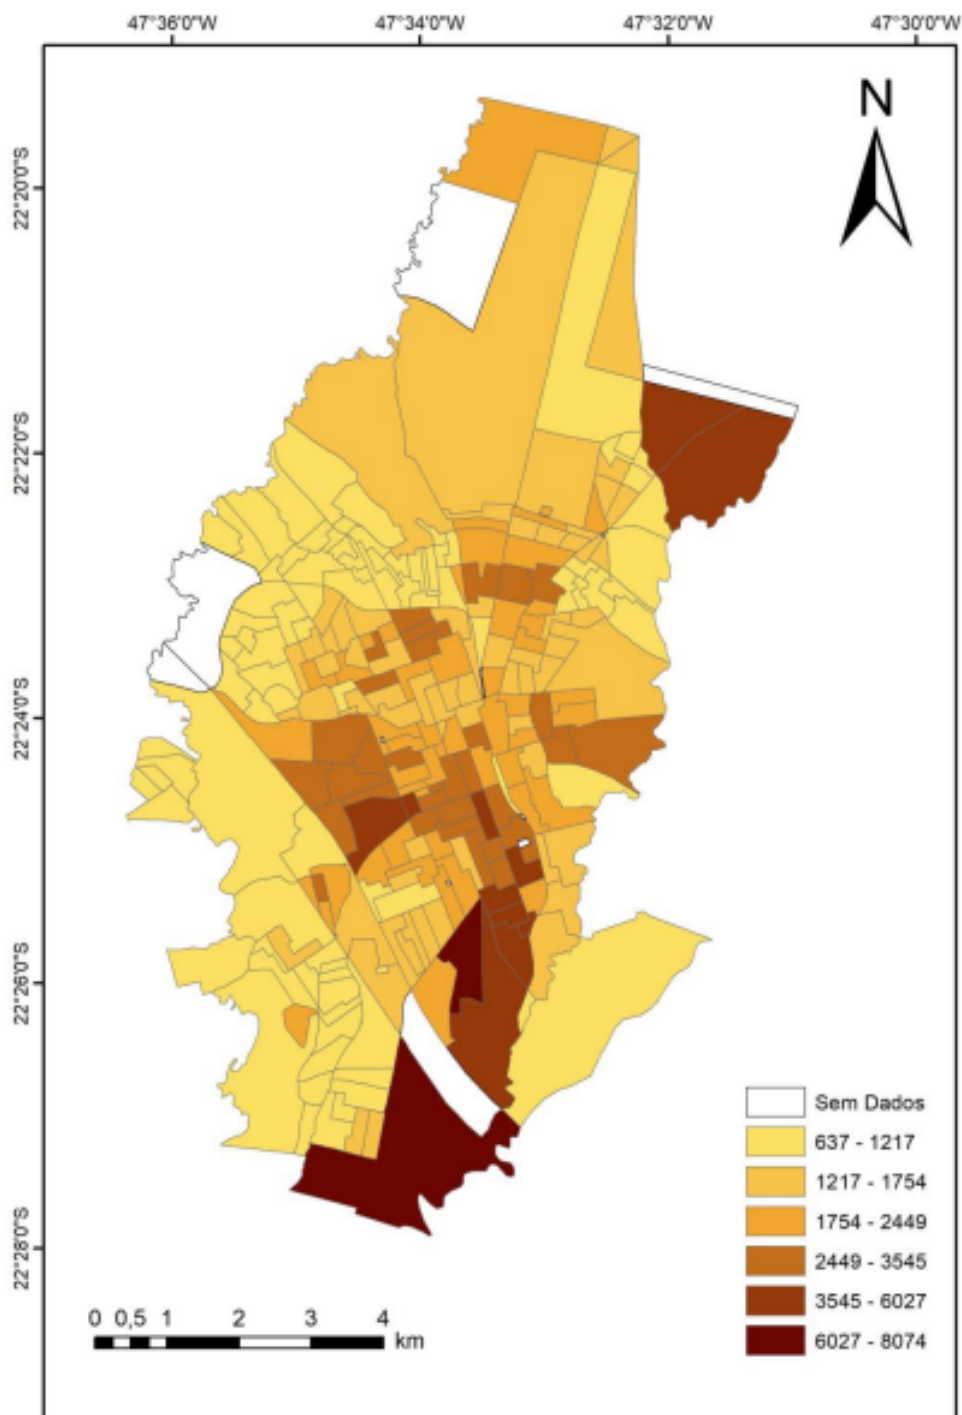 47°36'0"W 47°34'0"W 47°32'0"W 47°30'0"W
N
22°20'0"S
22°22'0"S
22°24'0"S
22°26'0"S
22°28'0"S
Sem Dados
637 - 1217
1217 - 1754
1754 - 2449
2449 - 3545
3545 - 6027
6027 - 8074
0 0,5 1 2 3 4
km